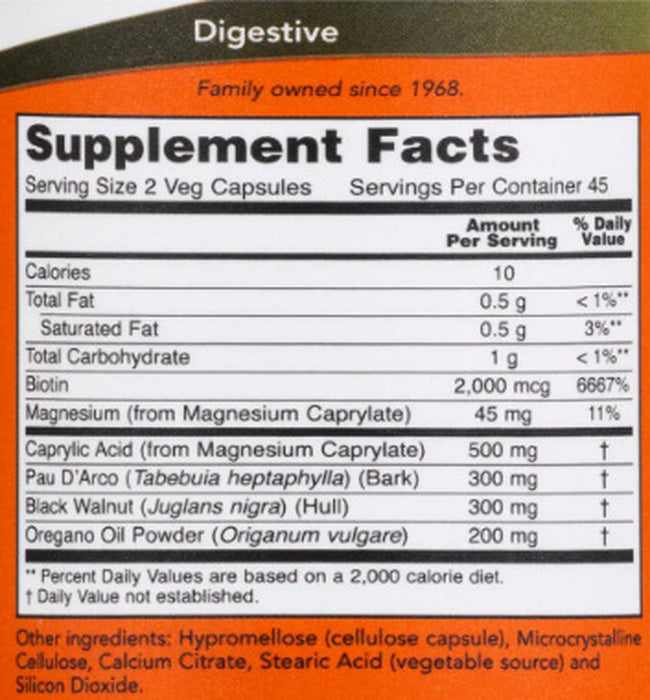 Digestive
Family owned since 1968.
Supplement Facts
Serving Size 2 Veg Capsules Servings Per Container 45
Amount Per Serving % Daily Value
Calories 10
Total Fat 0.5 g < 1%**
Saturated Fat 0.5 g 3%**
Total Carbohydrate 1 g < 1%**
Biotin 2,000 mcg 6667%
Magnesium (from Magnesium Caprylate) 45 mg 11%
Caprylic Acid (from Magnesium Caprylate) 500 mg †
Pau D'Arco (Tabebuia heptaphylla) (Bark) 300 mg †
Black Walnut (Juglans nigra) (Hull) 300 mg †
Oregano Oil Powder (Origanum vulgare) 200 mg †
** Percent Daily Values are based on a 2,000 calorie diet.
† Daily Value not established.
Other ingredients: Hypromellose (cellulose capsule), Microcrystalline
Cellulose, Calcium Citrate, Stearic Acid (vegetable source) and
Silicon Dioxide.